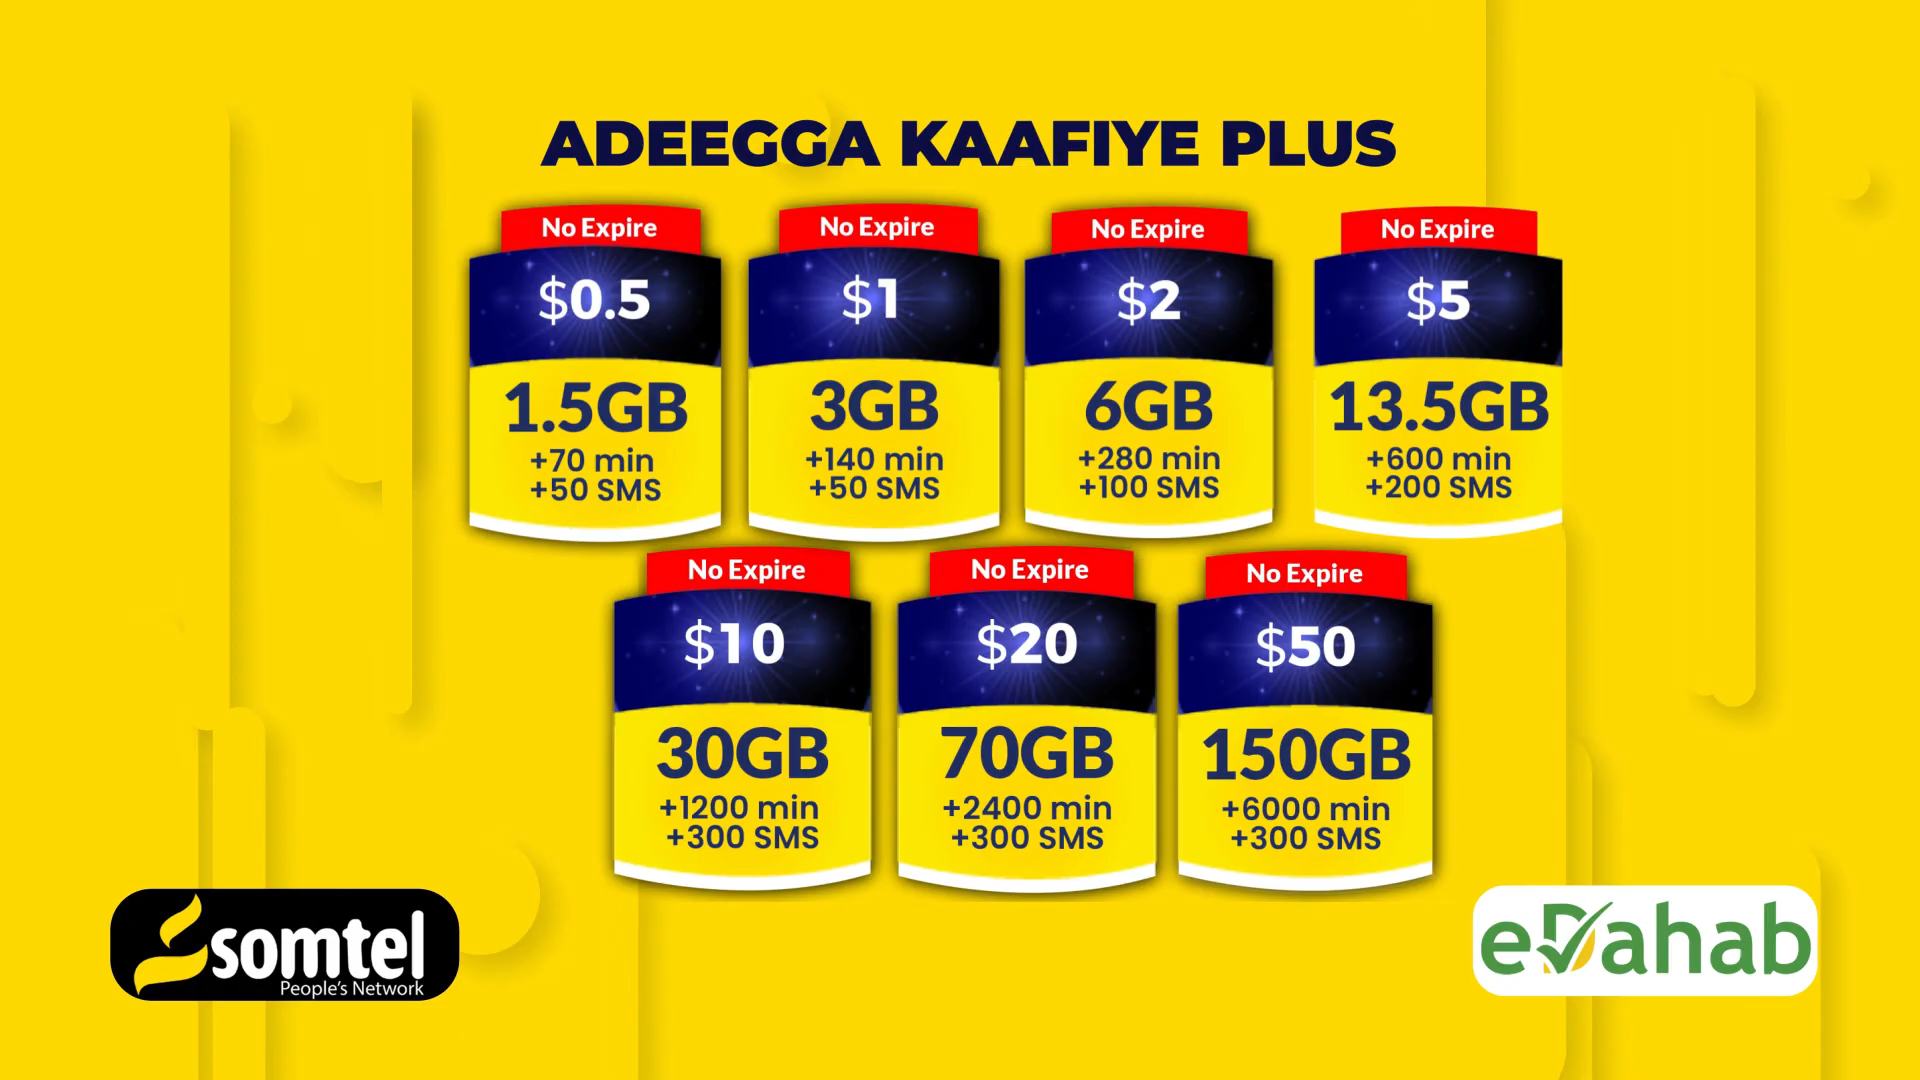 ADEEGGA KAAFIYE PLUS
No Expire
$0.5
1.5GB
+70 min
+50 SMS
No Expire
$1
3GB
+140 min
+50 SMS
No Expire
$2
6GB
+280 min
+100 SMS
No Expire
$5
13.5GB
+600 min
+200 SMS
No Expire
$10
30GB
+1200 min
+300 SMS
No Expire
$20
70GB
+2400 min
+300 SMS
No Expire
$50
150GB
+6000 min
+300 SMS
somtel
People's Network
eDahab